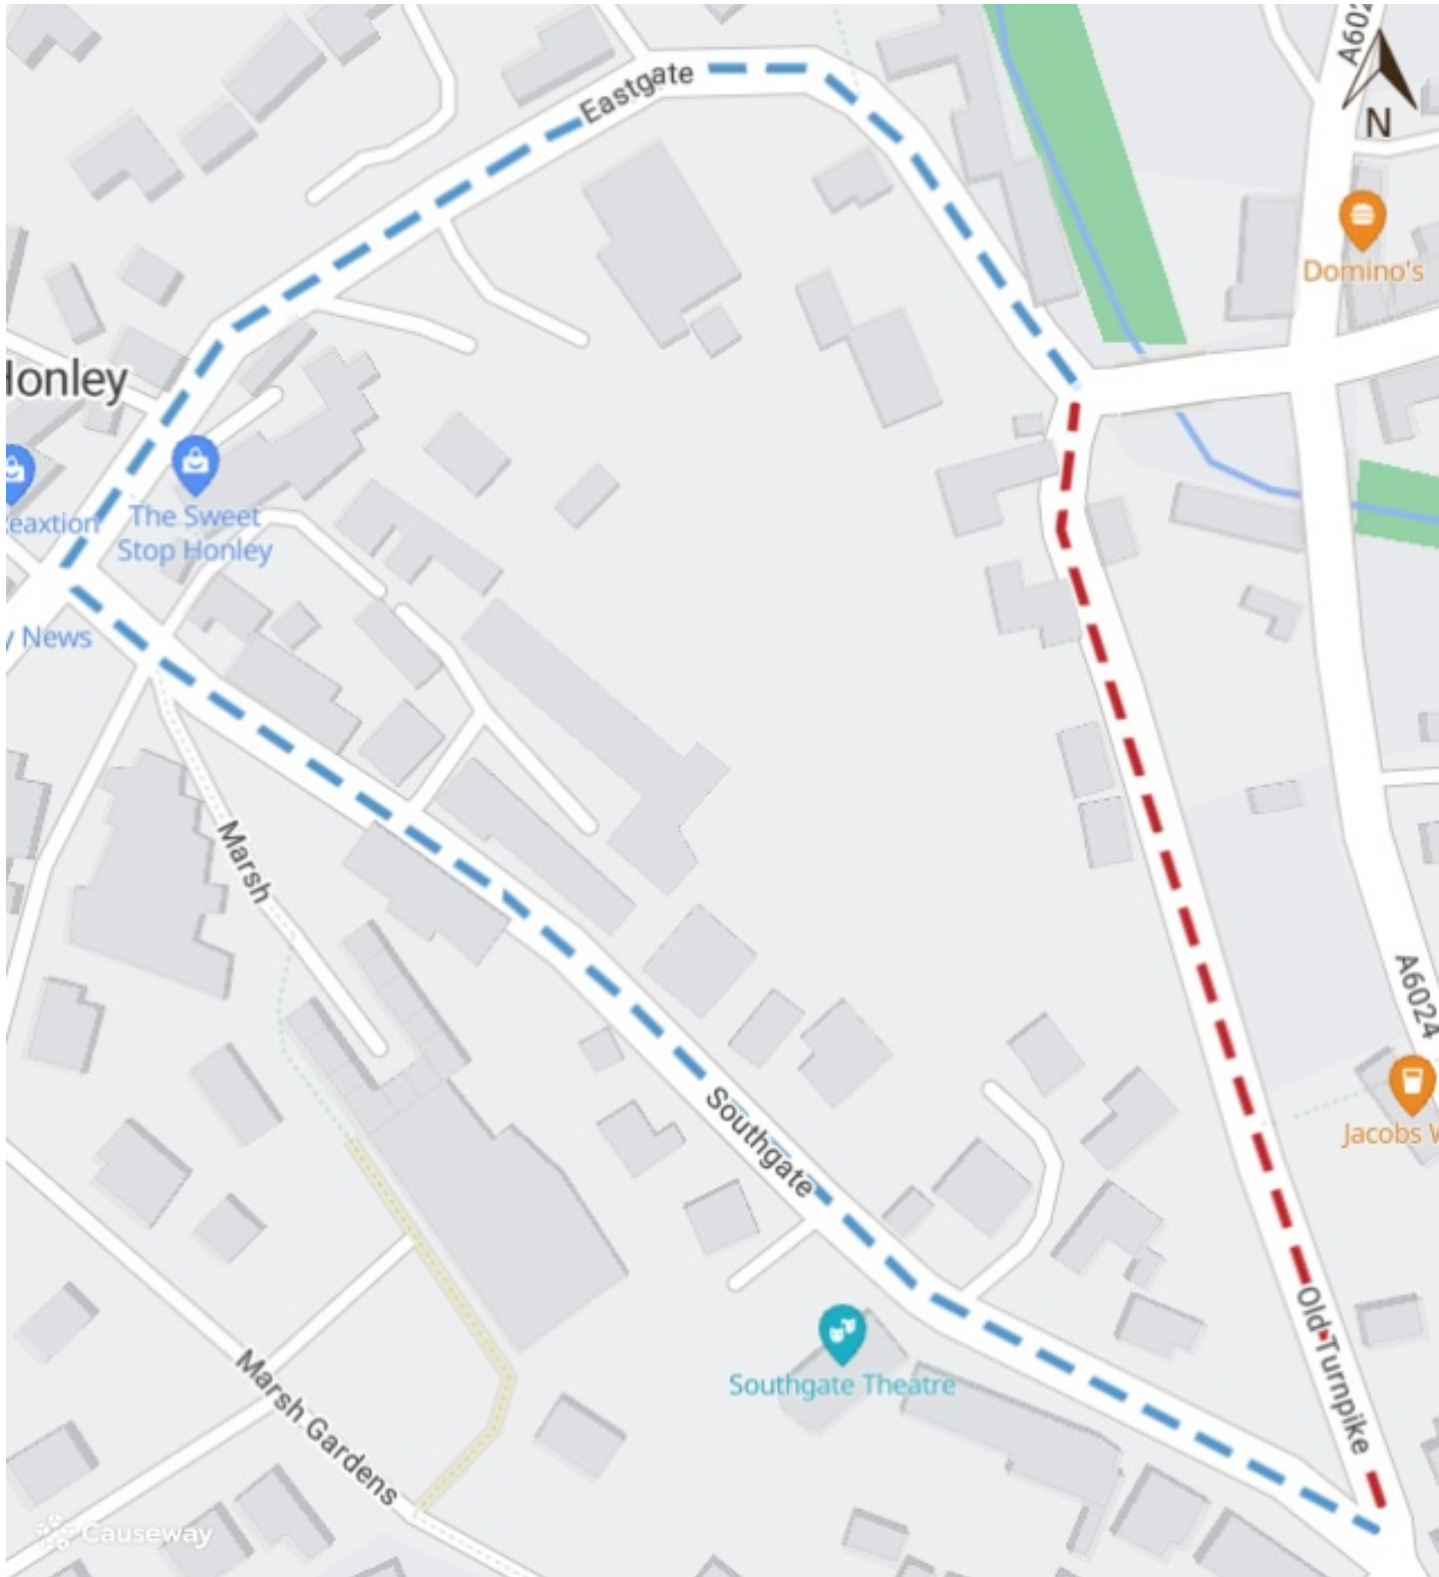 A602
N
Eastgate
Domino's
Honley
eaxtion
The Sweet
Stop Honley
y News
Marsh
A6024
Southgate
Jacobs W
Old Turnpike
Southgate Theatre
Marsh Gardens
Causeway